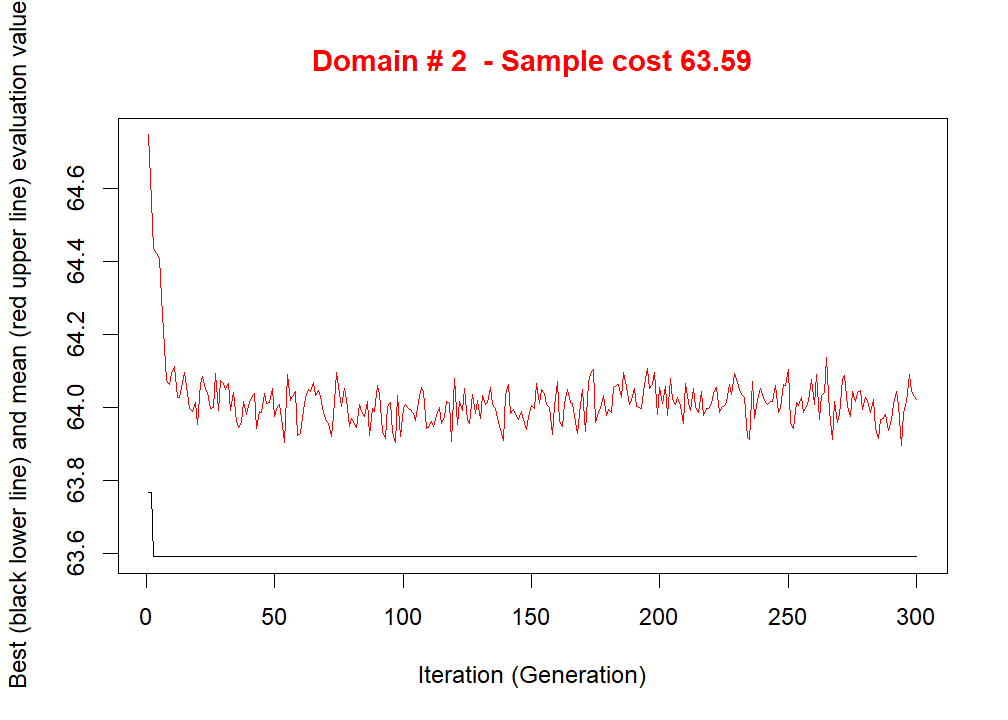 Domain # 2  - Sample cost 63.59
Best (black lower line) and mean (red upper line) evaluation value
64.6
64.4
64.2
64.0
63.8
63.6
0 50 100 150 200 250 300
Iteration (Generation)